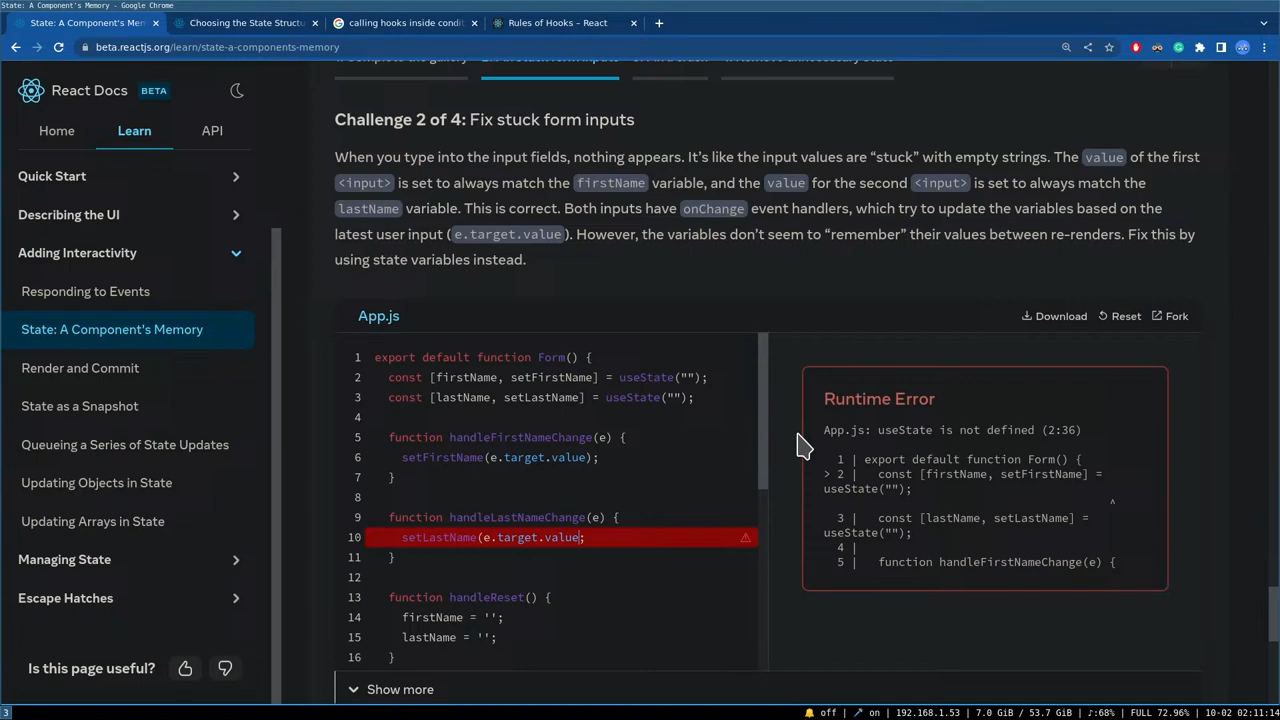 State: A Component's Memory - Google Chrome
State: A Component's Mem
Choosing the State Structu
calling hooks inside condit
Rules of Hooks – React
beta.reactjs.org/learn/state-a-components-memory
React Docs BETA
Home Learn API
Quick Start
Describing the UI
Adding Interactivity
Responding to Events
State: A Component's Memory
Render and Commit
State as a Snapshot
Queueing a Series of State Updates
Updating Objects in State
Updating Arrays in State
Managing State
Escape Hatches
Is this page useful?
Challenge 2 of 4: Fix stuck form inputs
When you type into the input fields, nothing appears. It’s like the input values are “stuck” with empty strings. The value of the first
<input> is set to always match the firstName variable, and the value for the second <input> is set to always match the
lastName variable. This is correct. Both inputs have onChange event handlers, which try to update the variables based on the
latest user input (e.target.value). However, the variables don’t seem to “remember” their values between re-renders. Fix this by
using state variables instead.
App.js
Download Reset Fork
1 export default function Form() {
2 const [firstName, setFirstName] = useState("");
3 const [lastName, setLastName] = useState("");
4
5 function handleFirstNameChange(e) {
6 setFirstName(e.target.value);
7 }
8
9 function handleLastNameChange(e) {
10 setLastName(e.target.value;
11 }
12
13 function handleReset() {
14 firstName = '';
15 lastName = '';
16 }
Show more
Runtime Error
App.js: useState is not defined (2:36)
1 | export default function Form() {
> 2 | const [firstName, setFirstName] =
useState("");
^
3 | const [lastName, setLastName] =
useState("");
4 |
5 | function handleFirstNameChange(e) {
3
off | on | 192.168.1.53 | 7.0 GiB / 53.7 GiB | ♪:68% | FULL 72.96% | 10-02 02:11:14